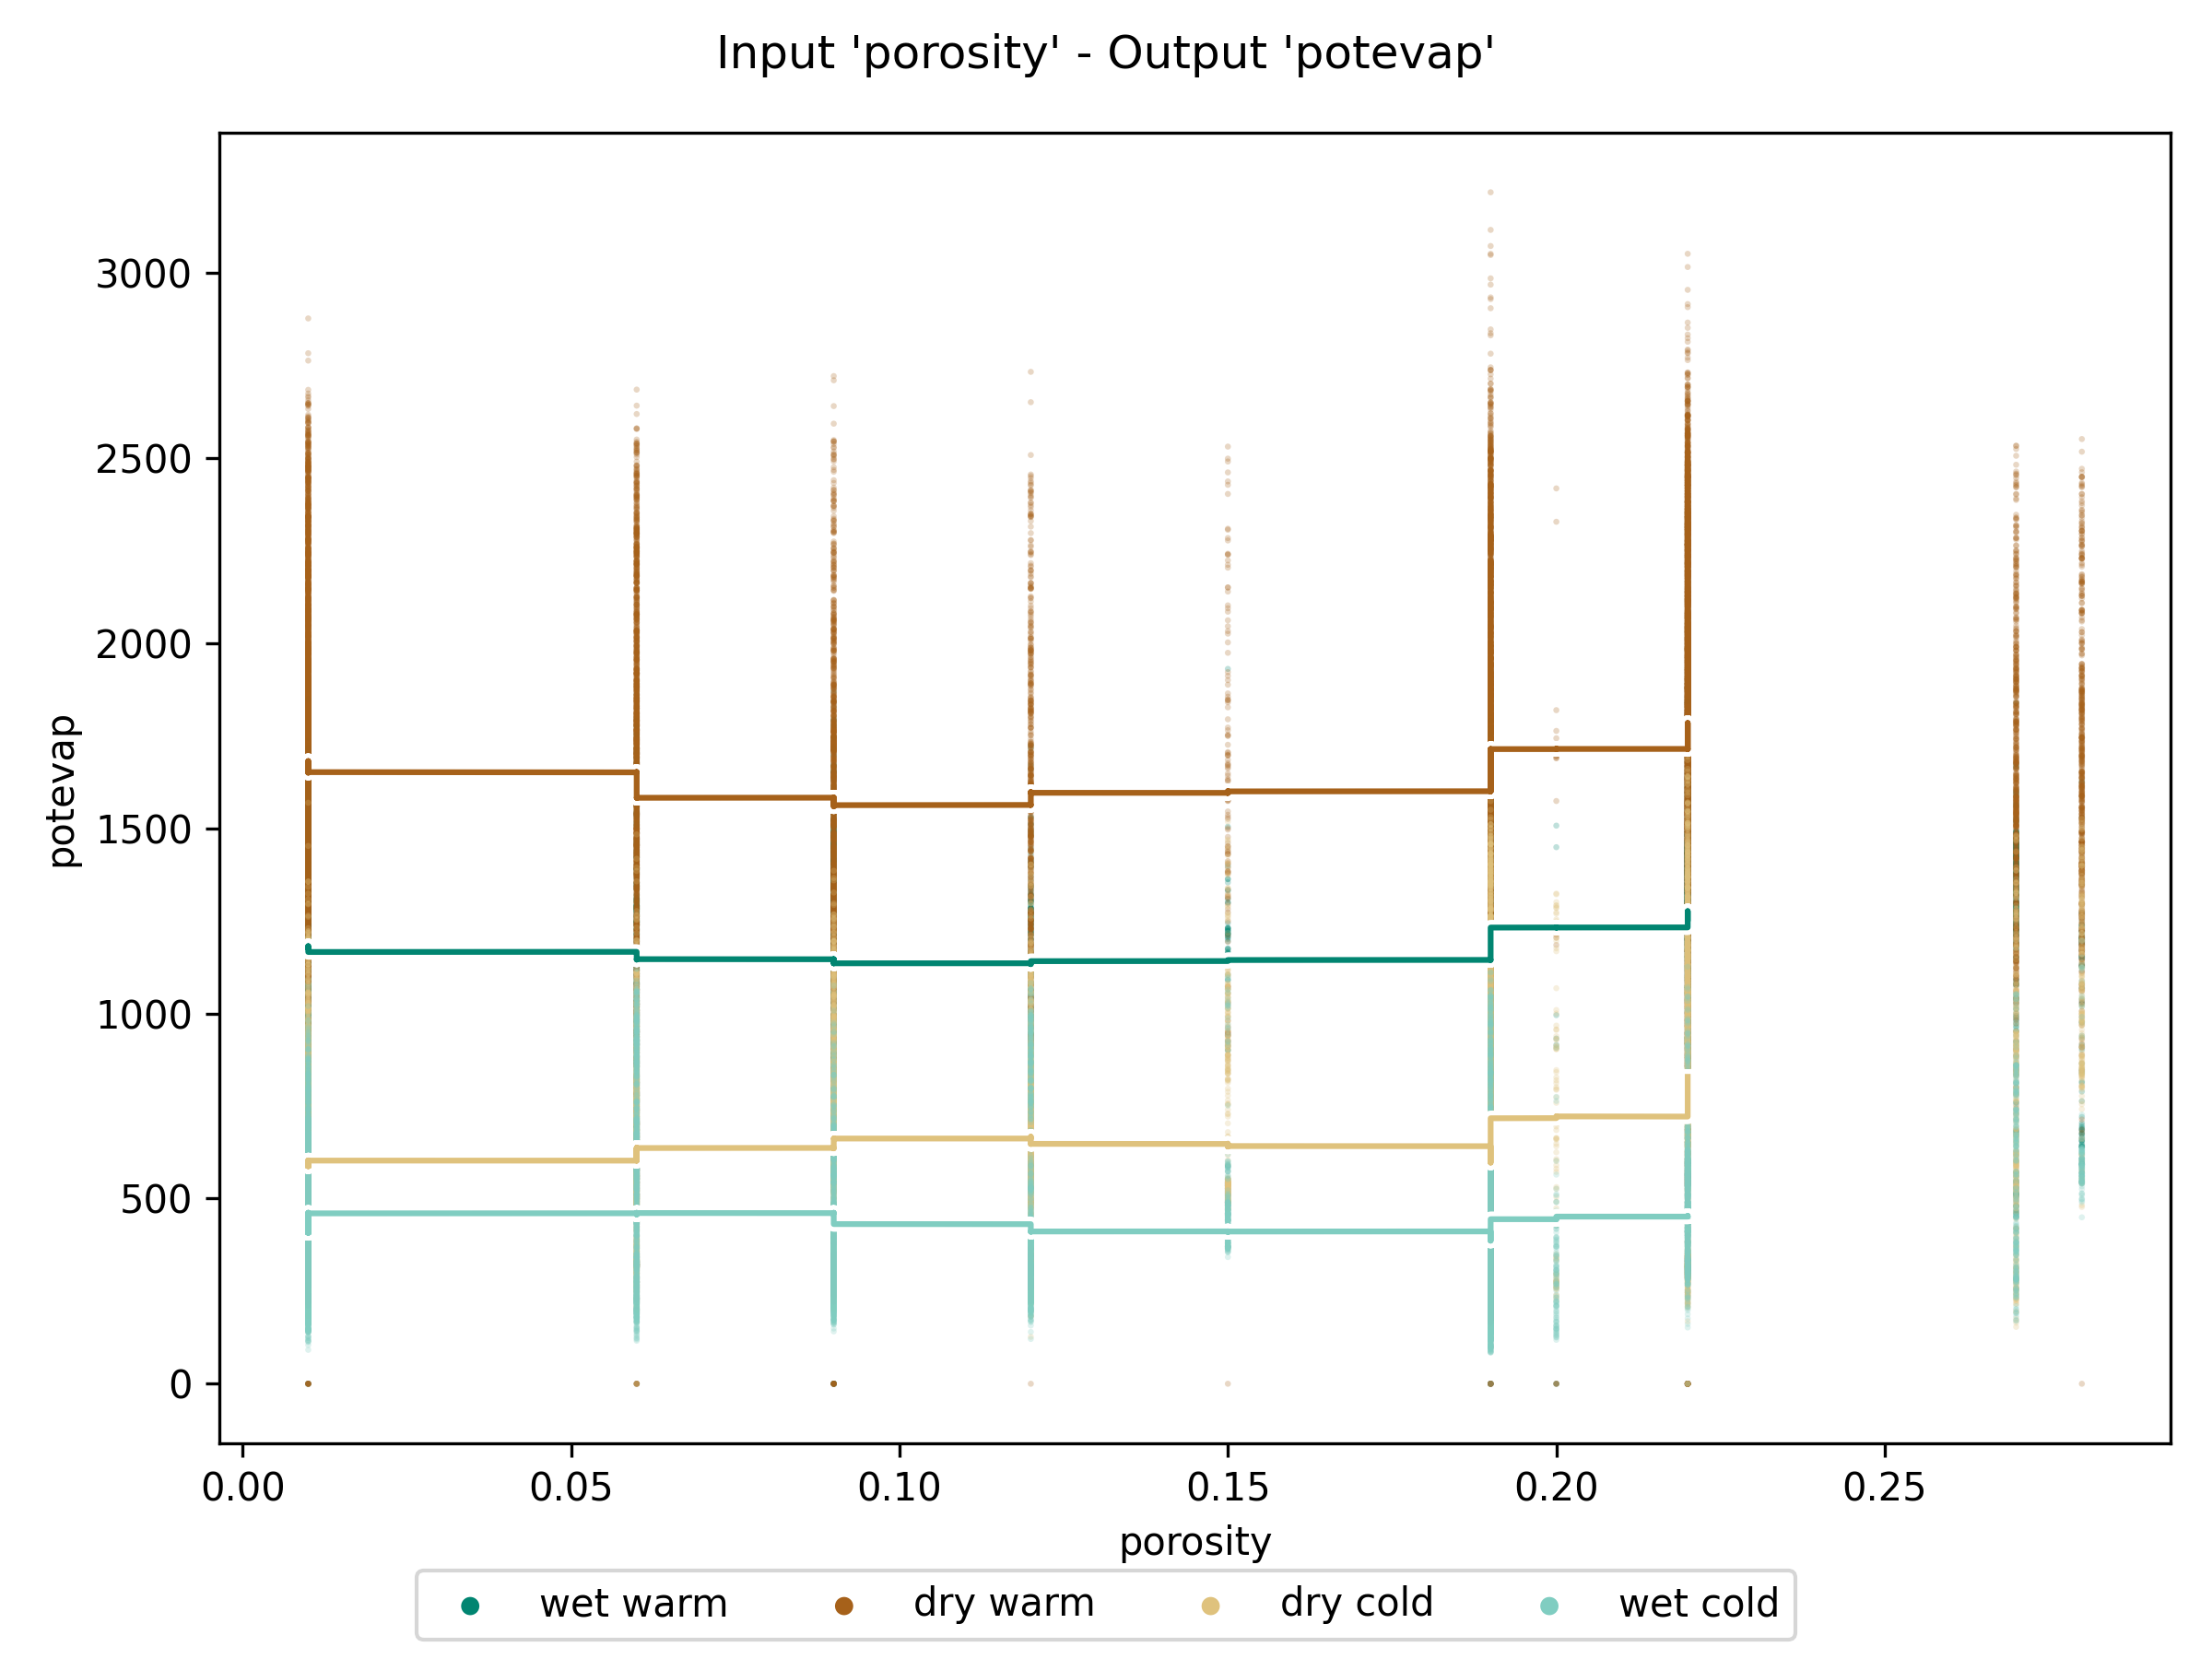 Input 'porosity' - Output 'potevap'
potevap
3000
2500
2000
1500
1000
500
0
0.00 0.05 0.10 0.15 0.20 0.25
porosity
wet warm dry warm dry cold wet cold